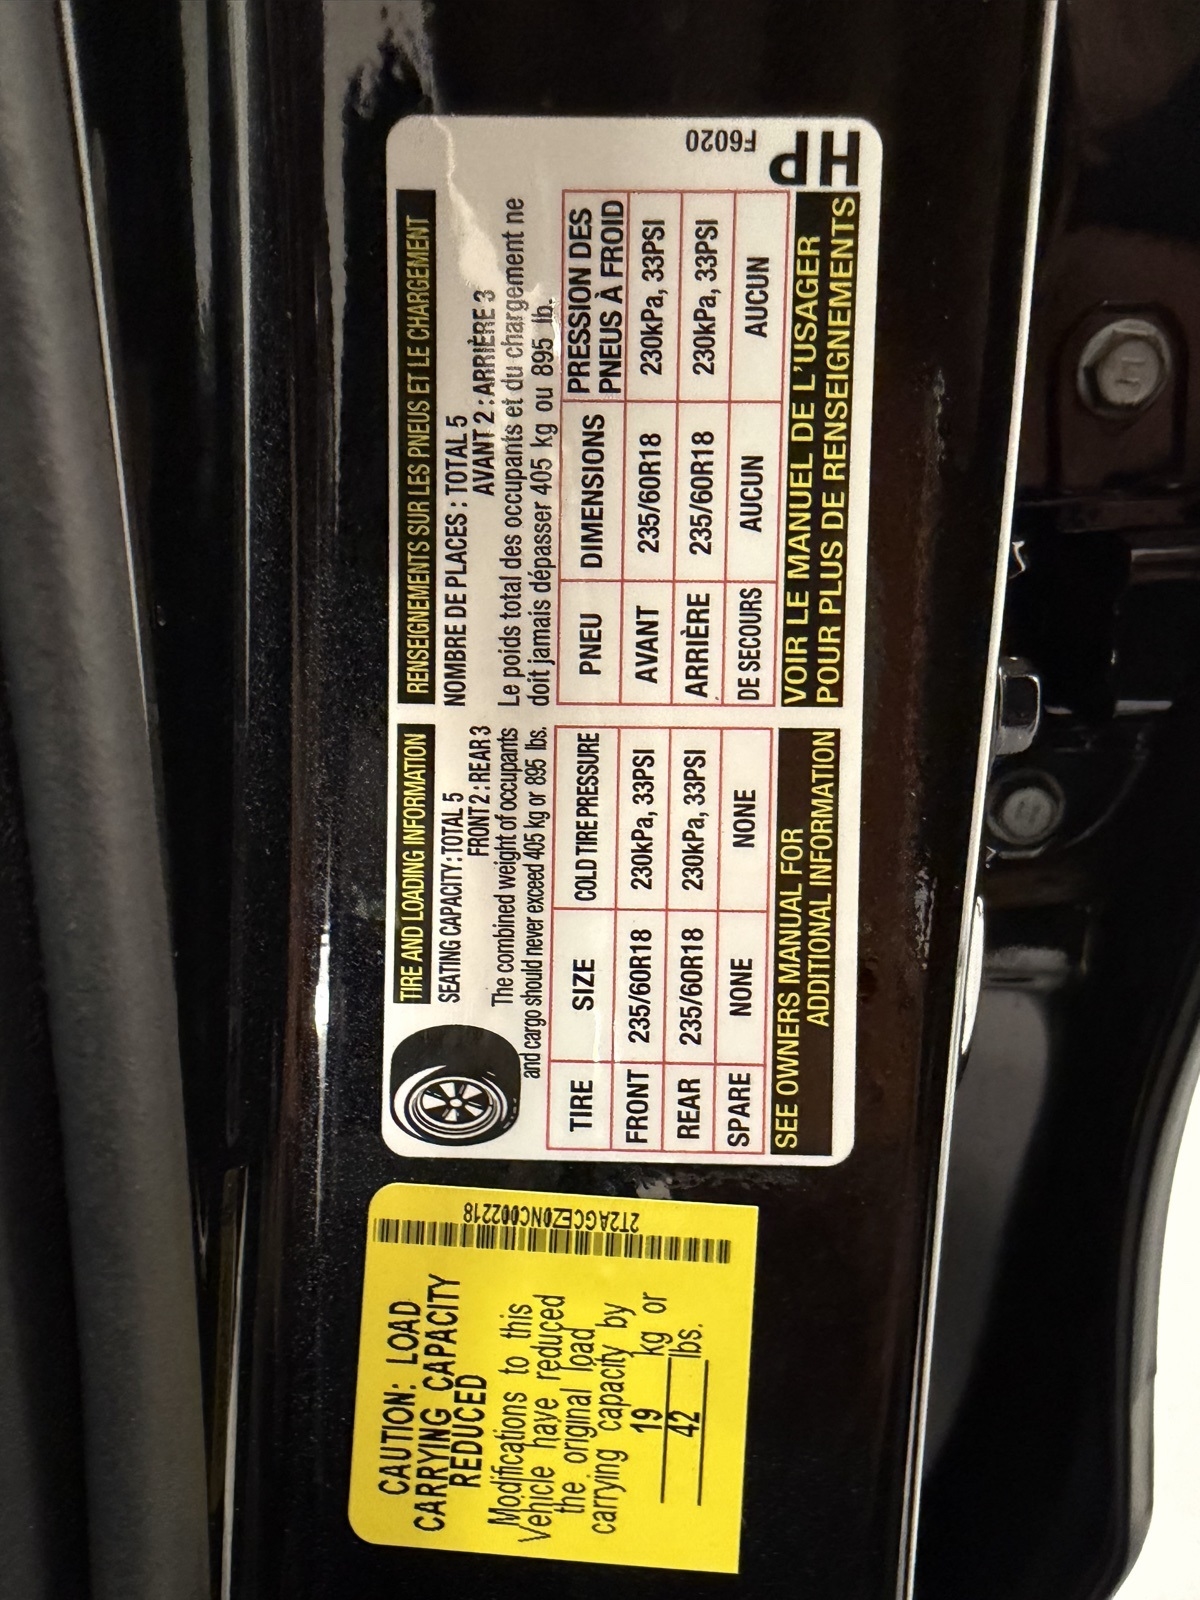 CAUTION: LOAD
CARRYING CAPACITY
REDUCED
Modifications to this
Vehicle have reduced
the original load
carrying capacity by
19 kg or
42 lbs.
2T2AGCEZ0NC002218
TIRE AND LOADING INFORMATION
SEATING CAPACITY: TOTAL 5
FRONT 2 : REAR 3
The combined weight of occupants
and cargo should never exceed 405 kg or 895 lbs.
TIRE SIZE COLD TIRE PRESSURE
FRONT 235/60R18 230kPa, 33PSI
REAR 235/60R18 230kPa, 33PSI
SPARE NONE NONE
SEE OWNERS MANUAL FOR
ADDITIONAL INFORMATION
RENSEIGNEMENTS SUR LES PNEUS ET LE CHARGEMENT
NOMBRE DE PLACES : TOTAL 5
AVANT 2 : ARRIÈRE 3
Le poids total des occupants et du chargement ne
doit jamais dépasser 405 kg ou 895 lb.
PNEU DIMENSIONS PRESSION DES
PNEUS À FROID
AVANT 235/60R18 230kPa, 33PSI
ARRIÈRE 235/60R18 230kPa, 33PSI
DE SECOURS AUCUN AUCUN
VOIR LE MANUEL DE L'USAGER
POUR PLUS DE RENSEIGNEMENTS
F6020
HP